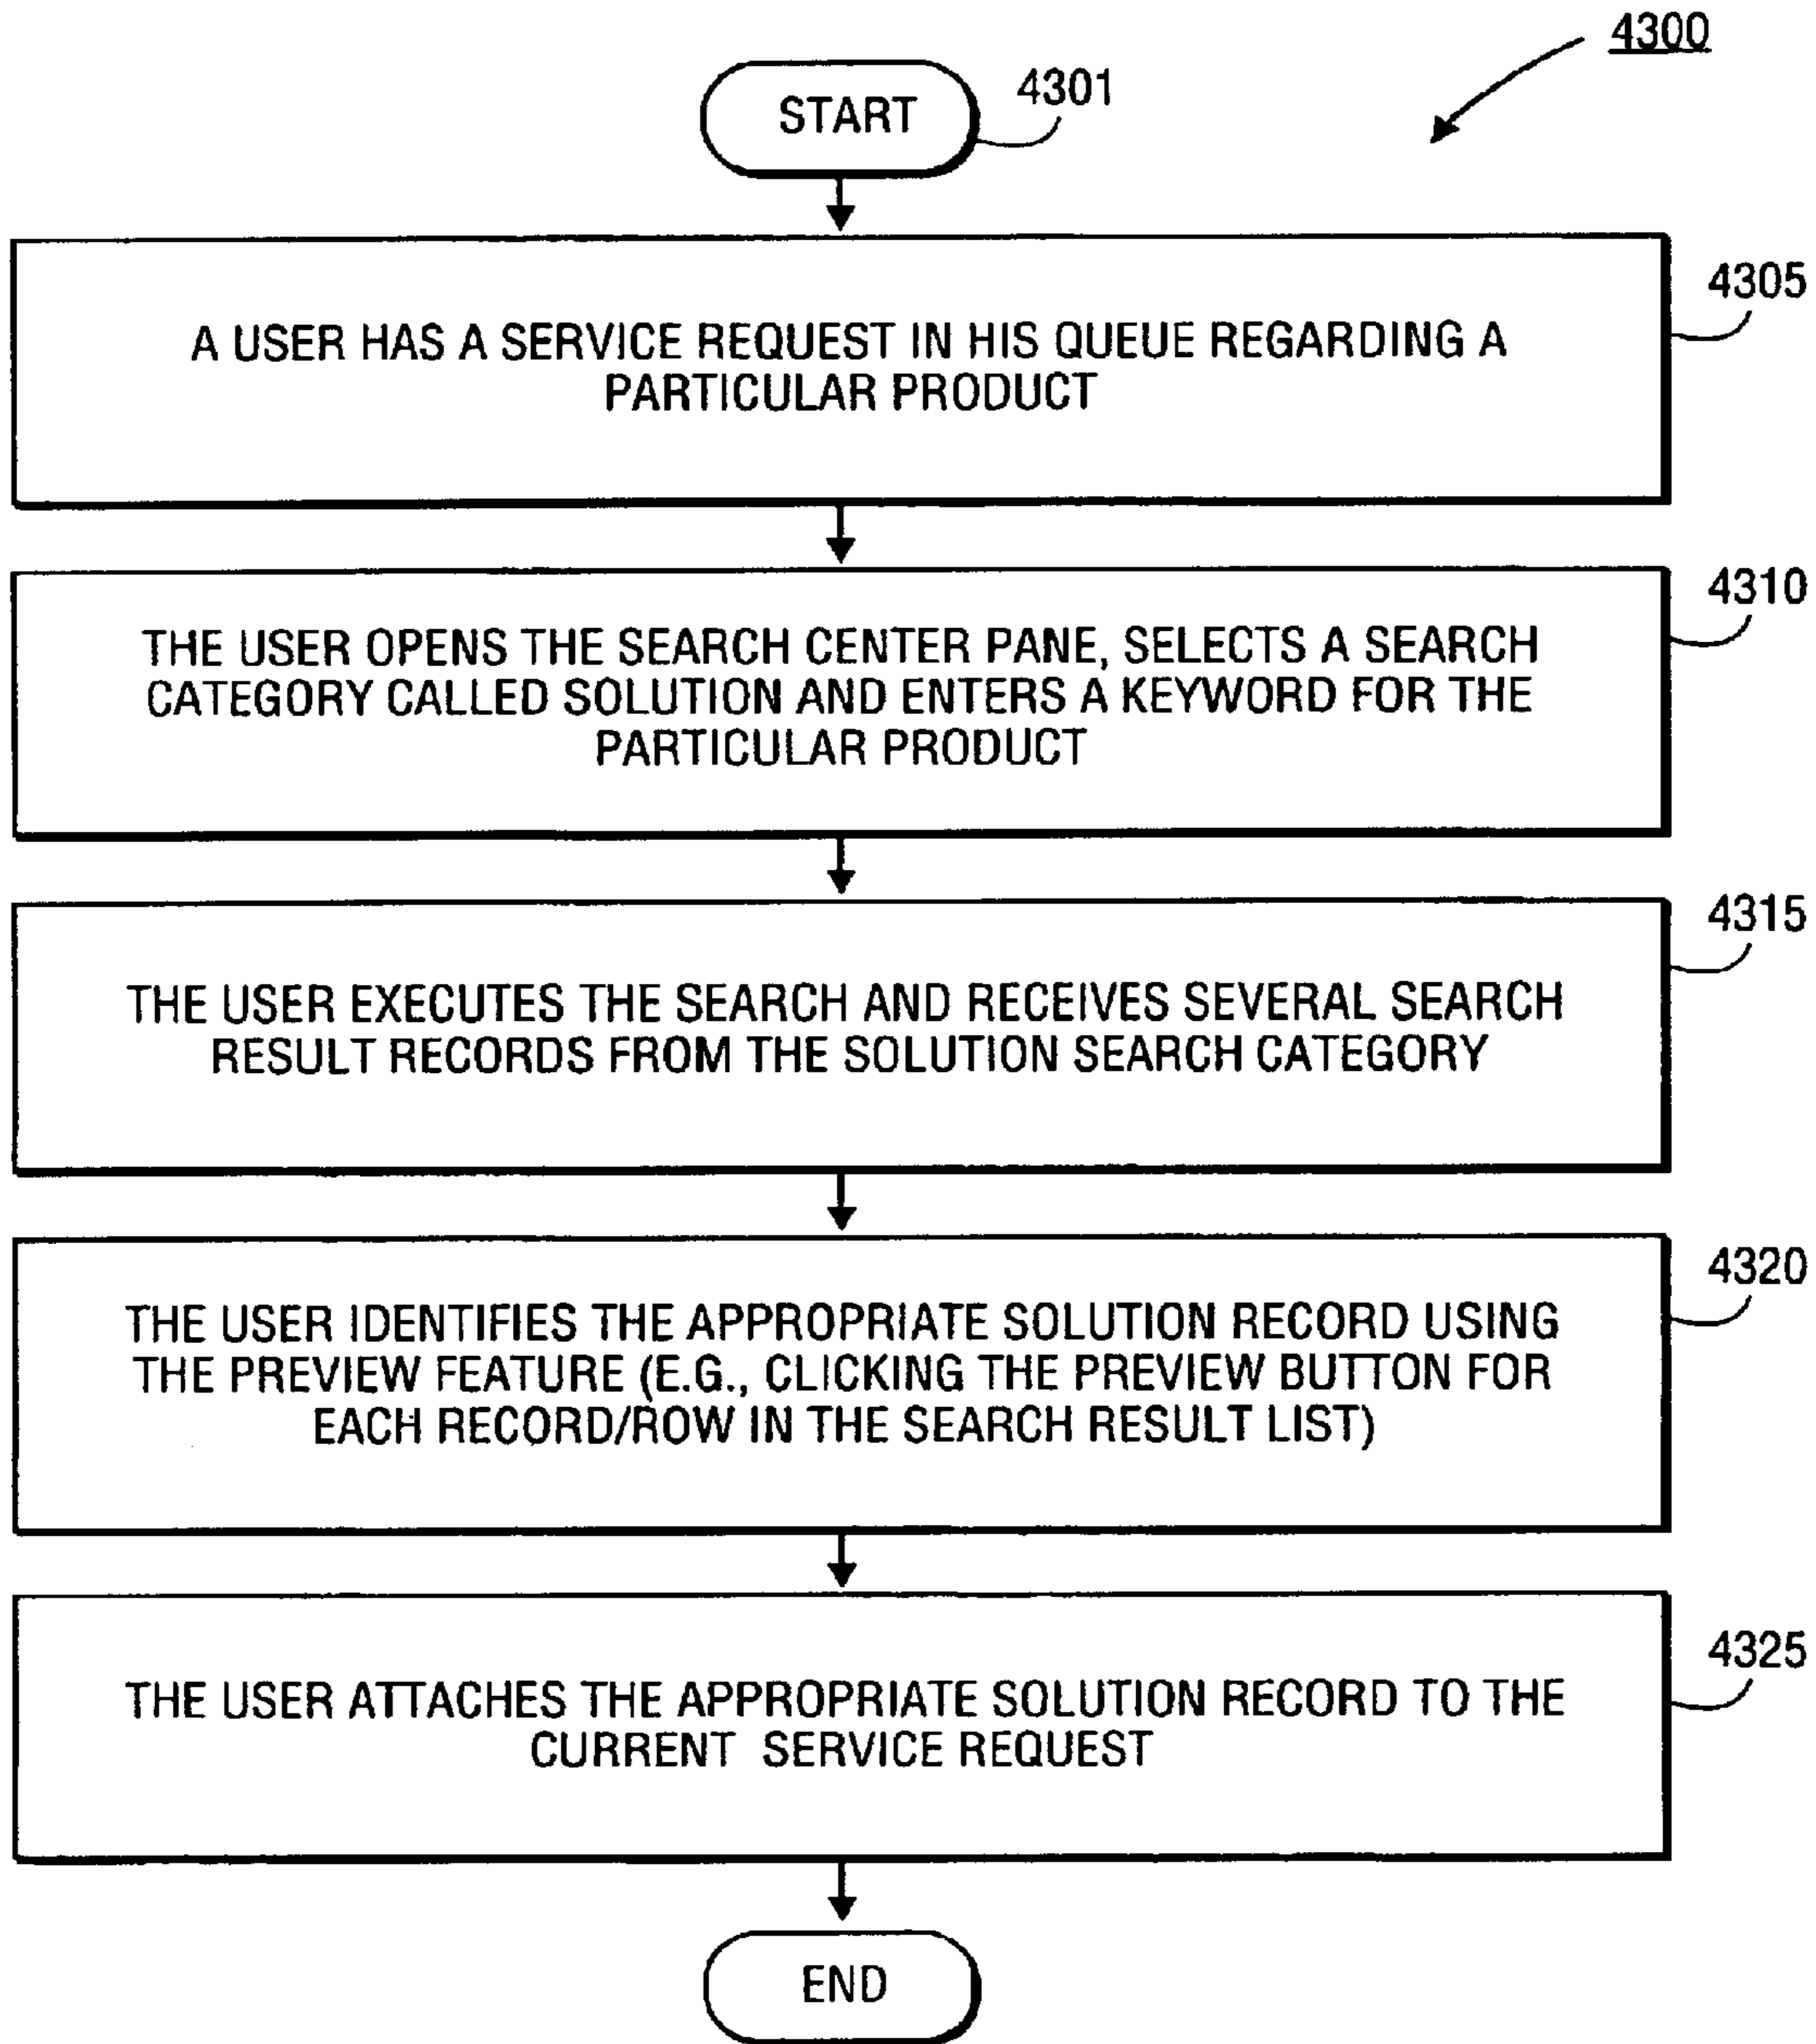 4300
START
4301
A USER HAS A SERVICE REQUEST IN HIS QUEUE REGARDING A
PARTICULAR PRODUCT
4305
THE USER OPENS THE SEARCH CENTER PANE, SELECTS A SEARCH
CATEGORY CALLED SOLUTION AND ENTERS A KEYWORD FOR THE
PARTICULAR PRODUCT
4310
THE USER EXECUTES THE SEARCH AND RECEIVES SEVERAL SEARCH
RESULT RECORDS FROM THE SOLUTION SEARCH CATEGORY
4315
THE USER IDENTIFIES THE APPROPRIATE SOLUTION RECORD USING
THE PREVIEW FEATURE (E.G., CLICKING THE PREVIEW BUTTON FOR
EACH RECORD/ROW IN THE SEARCH RESULT LIST)
4320
THE USER ATTACHES THE APPROPRIATE SOLUTION RECORD TO THE
CURRENT SERVICE REQUEST
4325
END